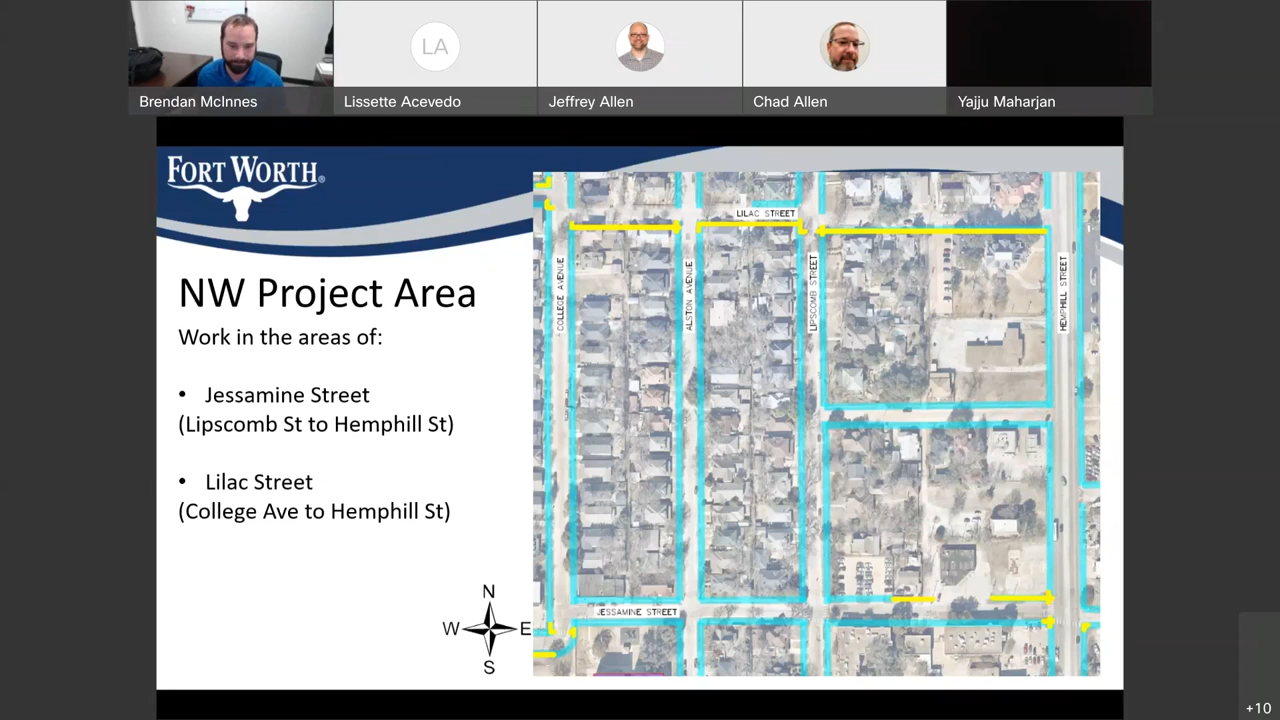 LA
Brendan McInnes
Lissette Acevedo
Jeffrey Allen
Chad Allen
Yajju Maharjan
FORT WORTH®
NW Project Area
Work in the areas of:
• Jessamine Street
(Lipscomb St to Hemphill St)
• Lilac Street
(College Ave to Hemphill St)
N
W
E
S
LILAC STREET
COLLEGE AVENUE
ALSTON AVENUE
LIPSCOMB STREET
HEMPHILL STREET
JESSAMINE STREET
+10